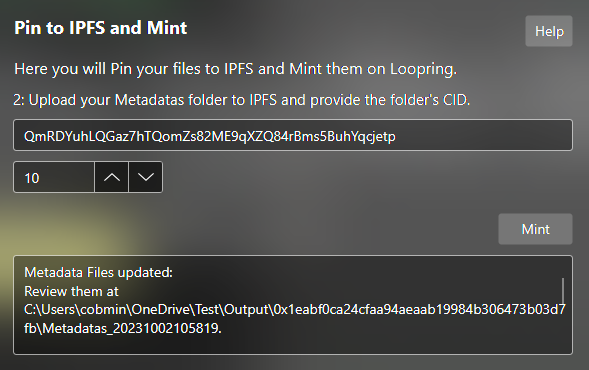 Pin to IPFS and Mint
Help
Here you will Pin your files to IPFS and Mint them on Loopring.
2: Upload your Metadatas folder to IPFS and provide the folder's CID.
QmRDYuhLQGaz7hTQomZs82ME9qXZQ84rBms5BuhYqcjetp
10
Mint
Metadata Files updated:
Review them at
C:\Users\cobmin\OneDrive\Test\Output\0x1eabf0ca24cfaa94aeaab19984b306473b03d7
fb\Metadatas_20231002105819.